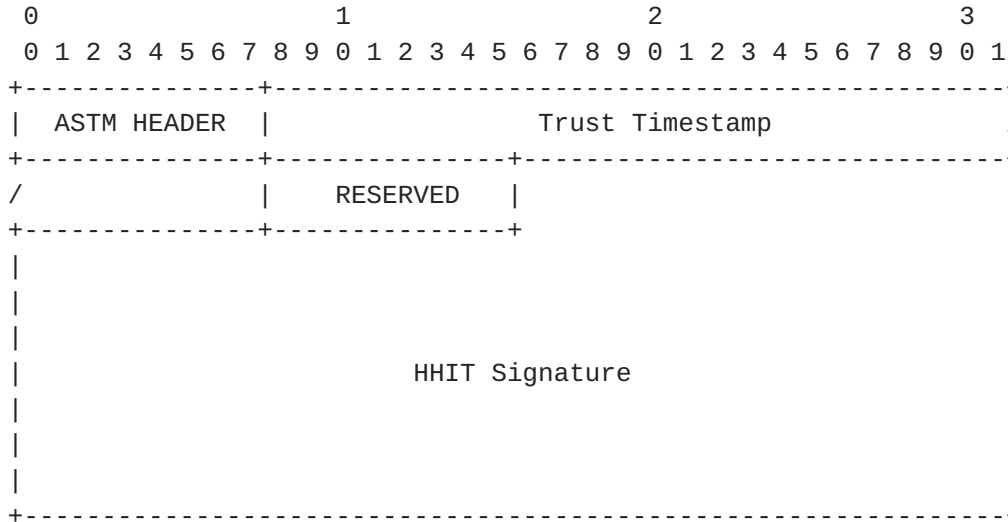 0                   1                   2                   3
0 1 2 3 4 5 6 7 8 9 0 1 2 3 4 5 6 7 8 9 0 1 2 3 4 5 6 7 8 9 0 1
+---------------+-----------------------------------------------
|  ASTM HEADER  |                 Trust Timestamp
+---------------+---------------+-------------------------------
/               |    RESERVED   |
+---------------+---------------+
|
|
|
|                         HHIT Signature
|
|
|
+---------------------------------------------------------------